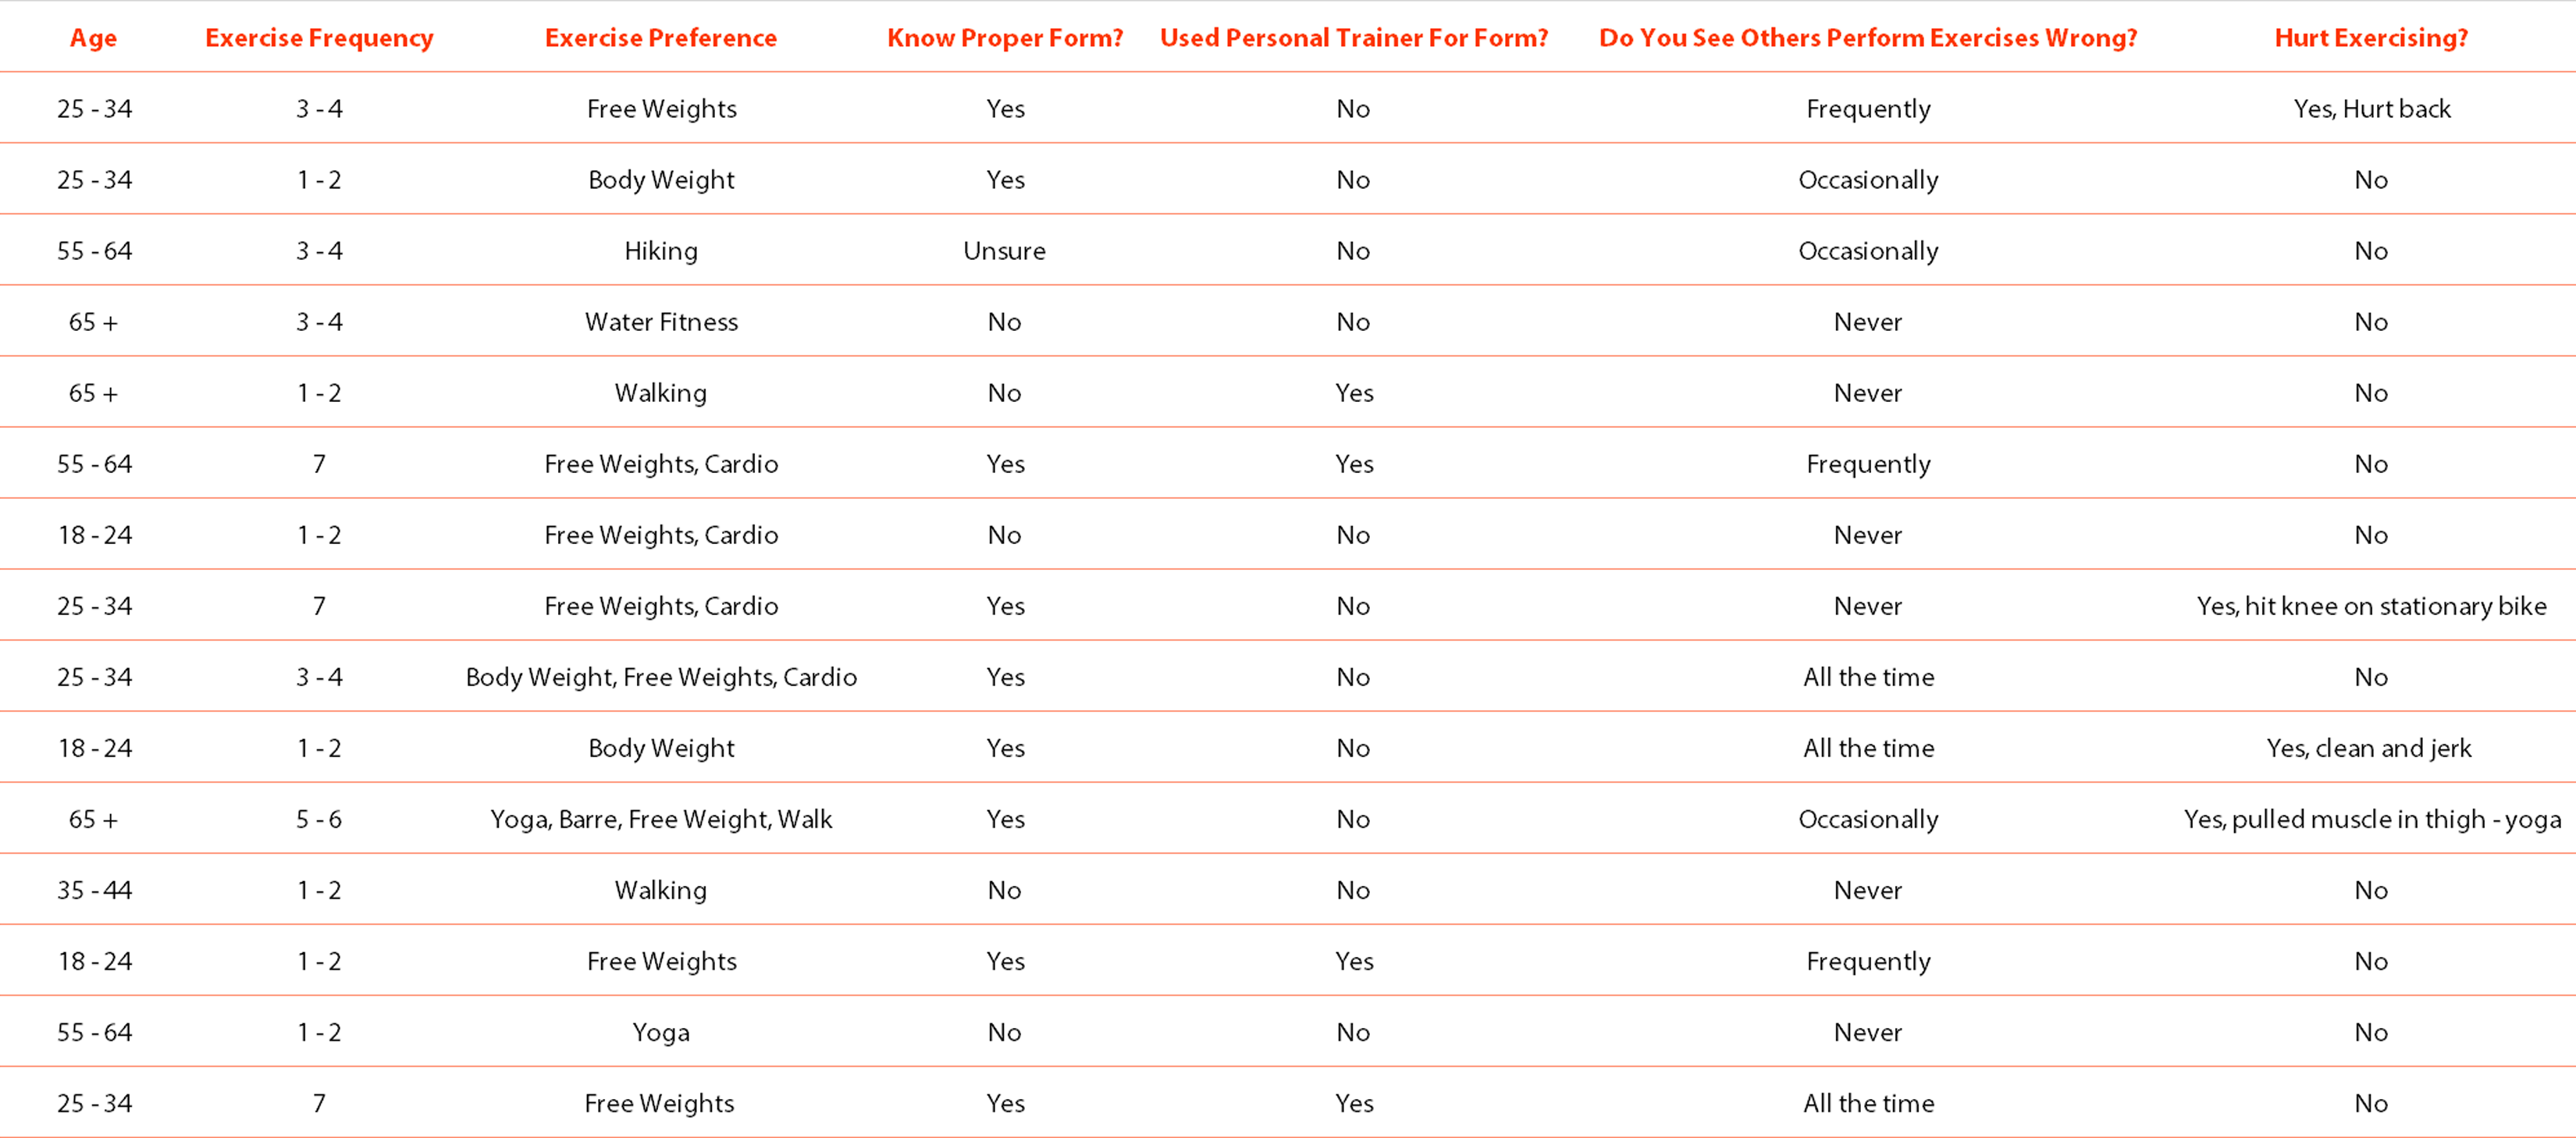 Age Exercise Frequency Exercise Preference Know Proper Form? Used Personal Trainer For Form? Do You See Others Perform Exercises Wrong? Hurt Exercising?
25 - 34 3 - 4 Free Weights Yes No Frequently Yes, Hurt back
25 - 34 1 - 2 Body Weight Yes No Occasionally No
55 - 64 3 - 4 Hiking Unsure No Occasionally No
65 + 3 - 4 Water Fitness No No Never No
65 + 1 - 2 Walking No Yes Never No
55 - 64 7 Free Weights, Cardio Yes Yes Frequently No
18 - 24 1 - 2 Free Weights, Cardio No No Never No
25 - 34 7 Free Weights, Cardio Yes No Never Yes, hit knee on stationary bike
25 - 34 3 - 4 Body Weight, Free Weights, Cardio Yes No All the time No
18 - 24 1 - 2 Body Weight Yes No All the time Yes, clean and jerk
65 + 5 - 6 Yoga, Barre, Free Weight, Walk Yes No Occasionally Yes, pulled muscle in thigh - yoga
35 - 44 1 - 2 Walking No No Never No
18 - 24 1 - 2 Free Weights Yes Yes Frequently No
55 - 64 1 - 2 Yoga No No Never No
25 - 34 7 Free Weights Yes Yes All the time No